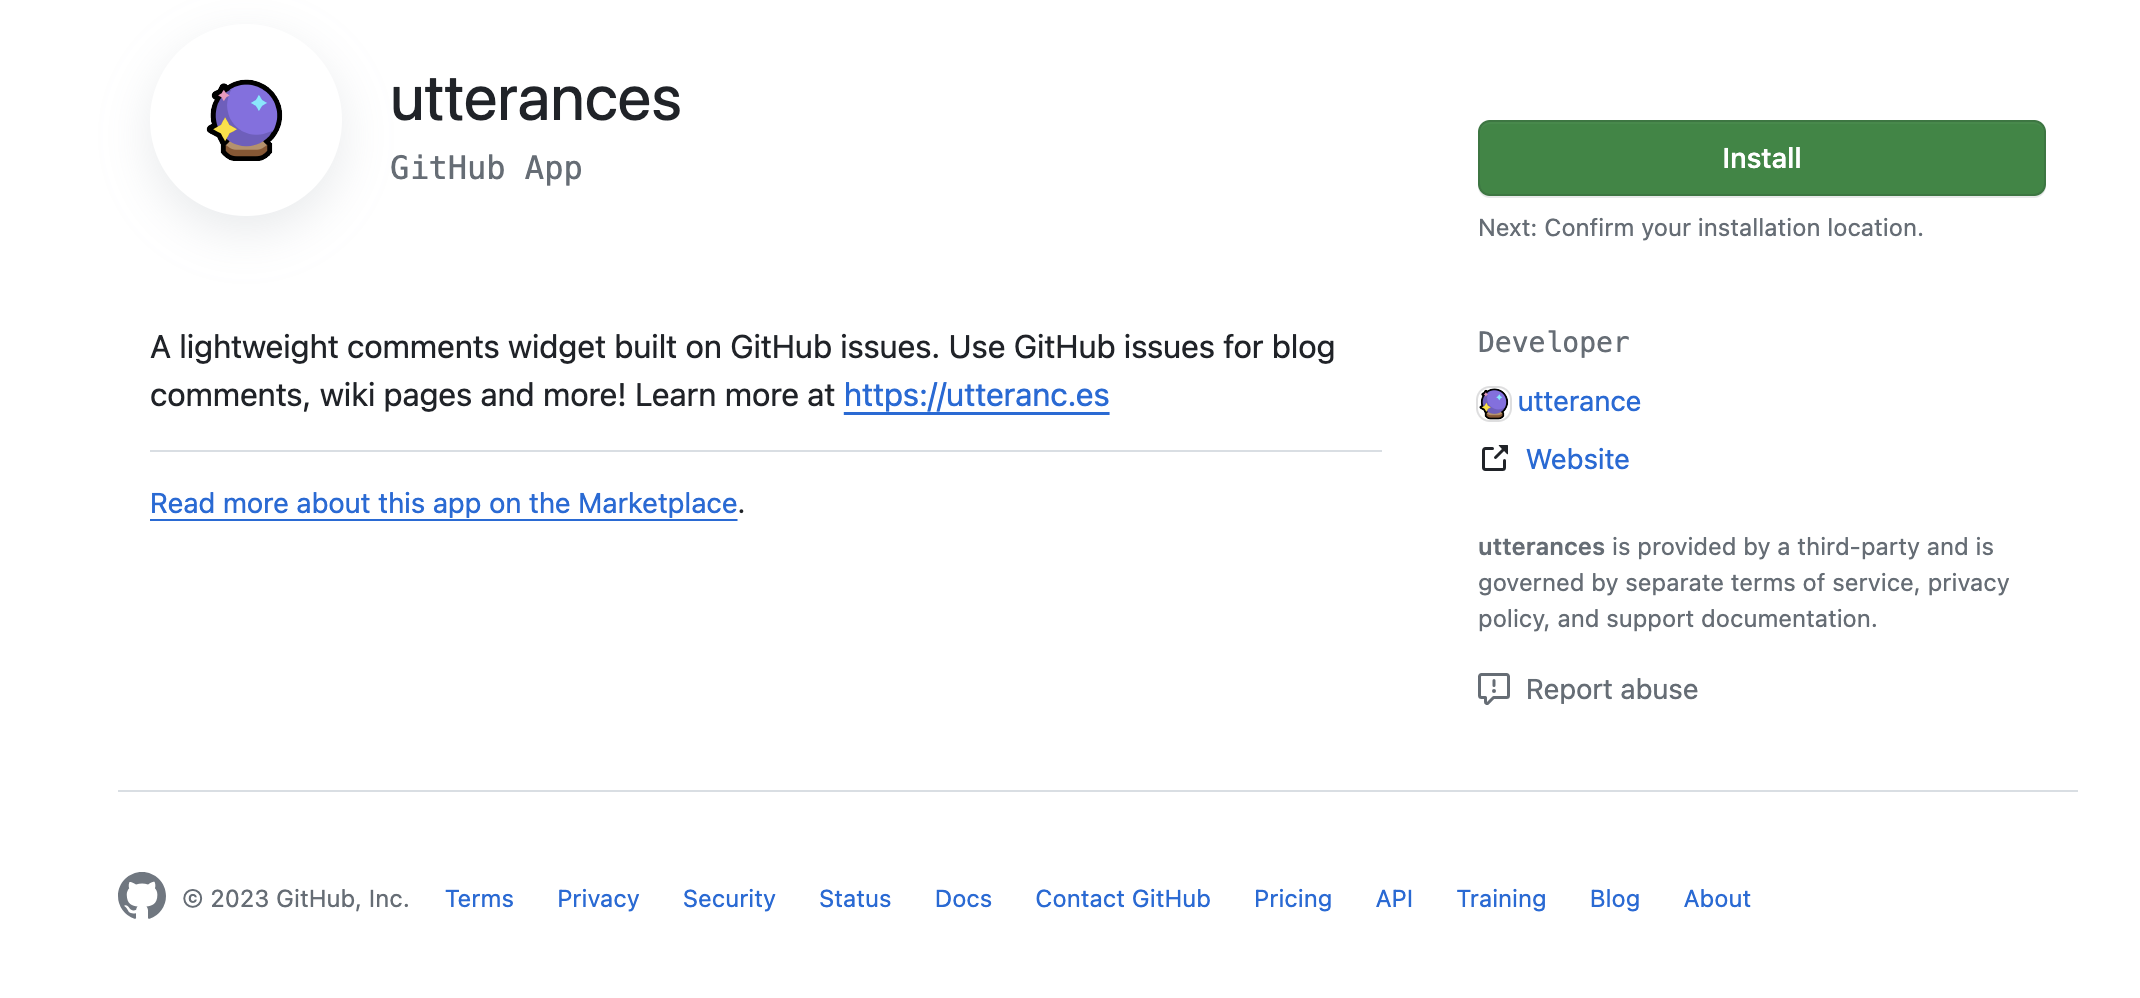 utterances
GitHub App
Install
Next: Confirm your installation location.
A lightweight comments widget built on GitHub issues. Use GitHub issues for blog
comments, wiki pages and more! Learn more at https://utteranc.es
Read more about this app on the Marketplace.
Developer
utterance
Website
utterances is provided by a third-party and is
governed by separate terms of service, privacy
policy, and support documentation.
Report abuse
© 2023 GitHub, Inc. Terms Privacy Security Status Docs Contact GitHub Pricing API Training Blog About